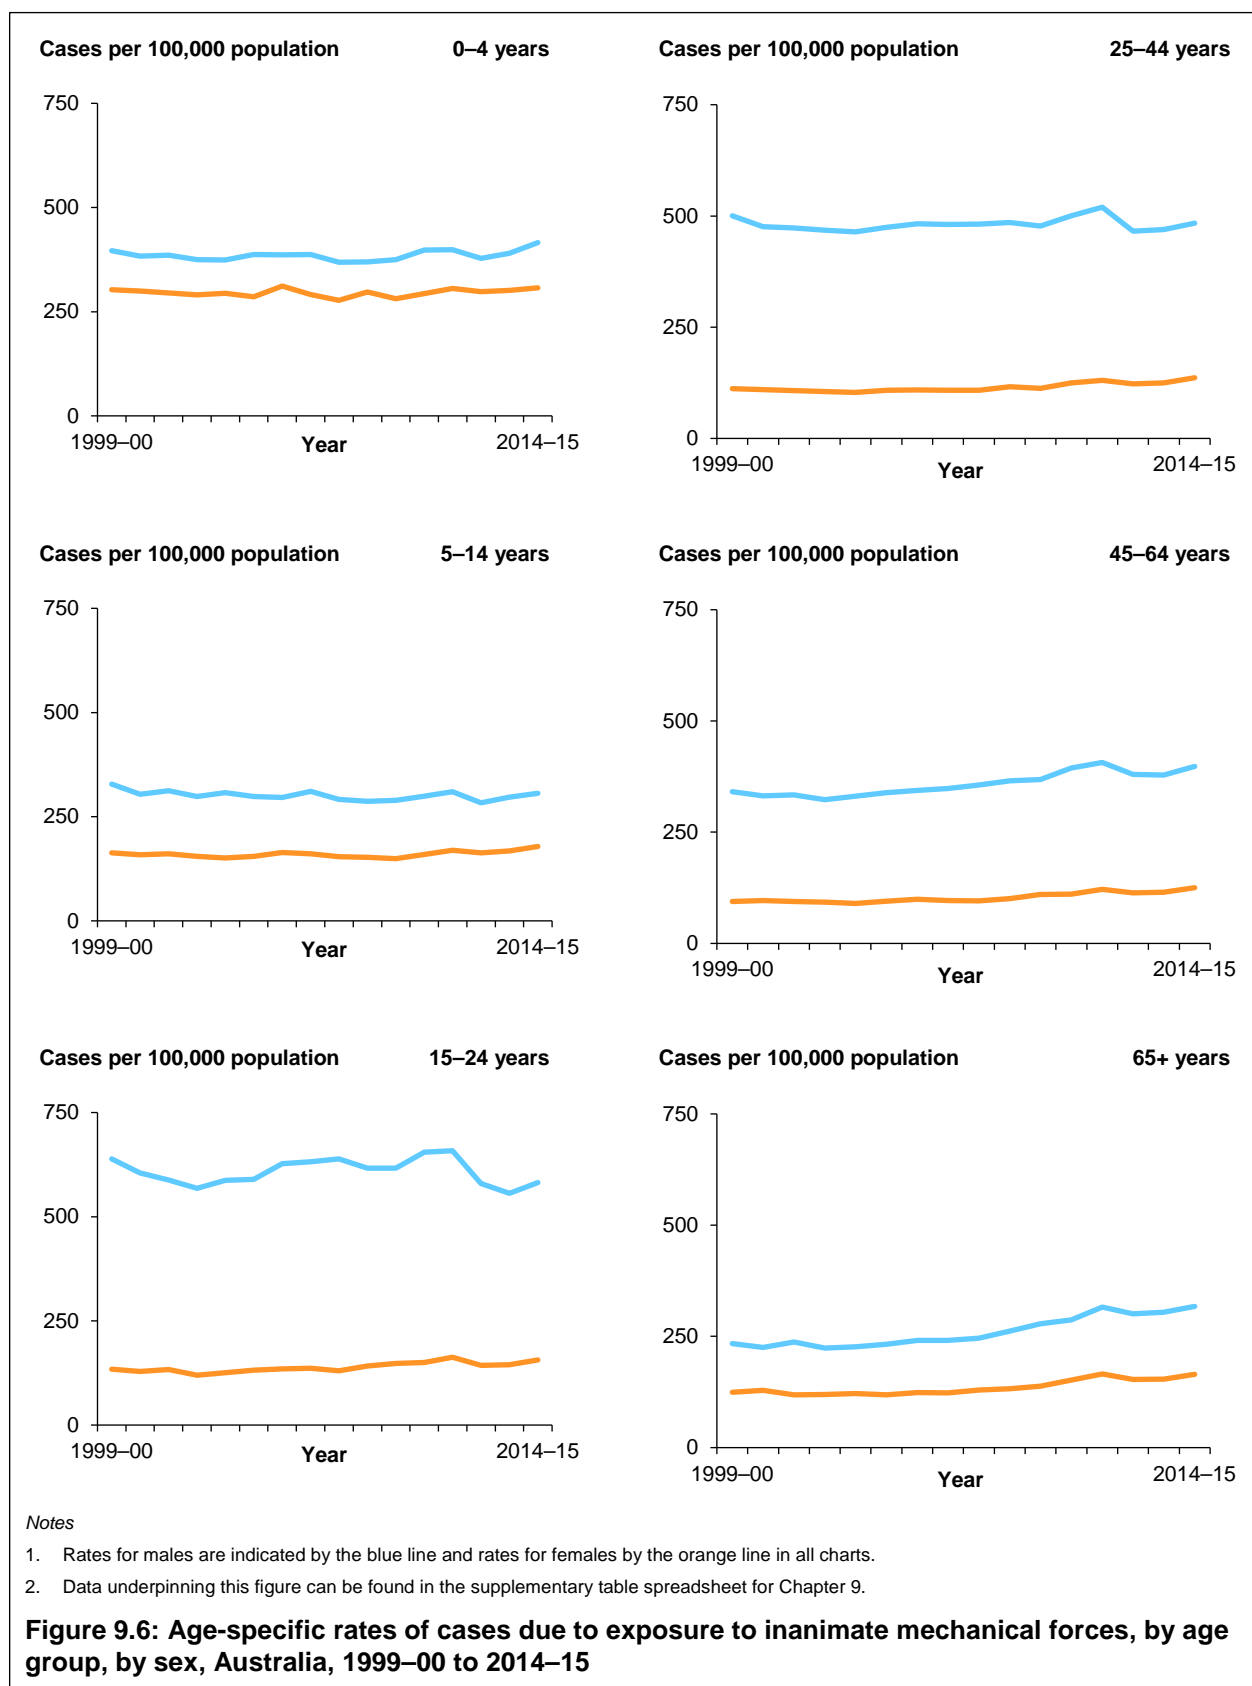 Cases per 100,000 population 0–4 years
750
500
250
0
1999–00 Year 2014–15
Cases per 100,000 population 25–44 years
750
500
250
0
1999–00 Year 2014–15
Cases per 100,000 population 5–14 years
750
500
250
0
1999–00 Year 2014–15
Cases per 100,000 population 45–64 years
750
500
250
0
1999–00 Year 2014–15
Cases per 100,000 population 15–24 years
750
500
250
0
1999–00 Year 2014–15
Cases per 100,000 population 65+ years
750
500
250
0
1999–00 Year 2014–15
Notes
1. Rates for males are indicated by the blue line and rates for females by the orange line in all charts.
2. Data underpinning this figure can be found in the supplementary table spreadsheet for Chapter 9.
Figure 9.6: Age-specific rates of cases due to exposure to inanimate mechanical forces, by age
group, by sex, Australia, 1999–00 to 2014–15